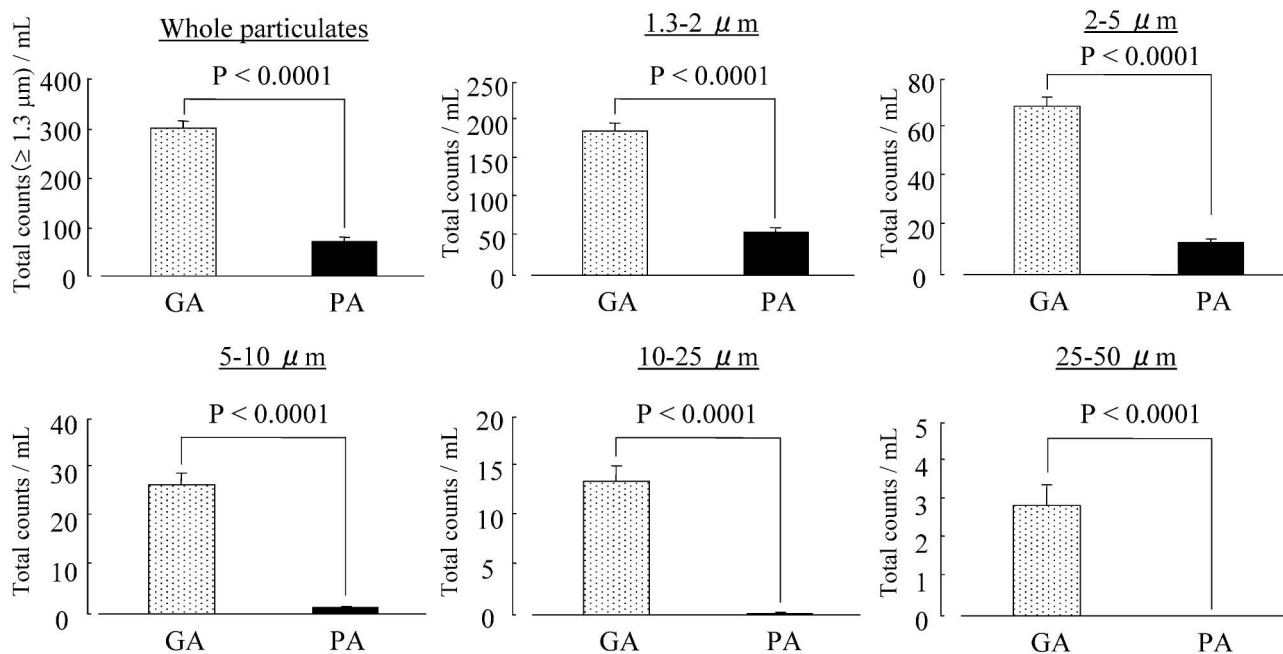 Whole particulates
P < 0.0001
Total counts (≥ 1.3 μm) / mL
400
300
200
100
0
GA PA
1.3-2 μm
P < 0.0001
Total counts / mL
250
200
150
100
50
0
GA PA
2-5 μm
P < 0.0001
Total counts / mL
80
60
40
20
0
GA PA
5-10 μm
P < 0.0001
Total counts / mL
40
30
20
10
0
GA PA
10-25 μm
P < 0.0001
Total counts / mL
20
15
10
5
0
GA PA
25-50 μm
P < 0.0001
Total counts / mL
5
4
3
2
1
0
GA PA